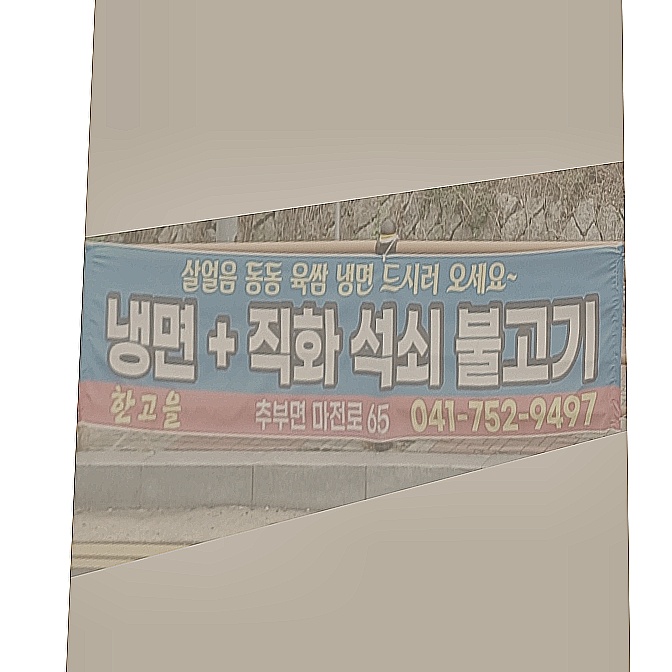 살얼음 동동 육쌈 냉면 드시러 오세요~
냉면 + 직화 석쇠 불고기
한고을 추부면 마전로 65 041-752-9497